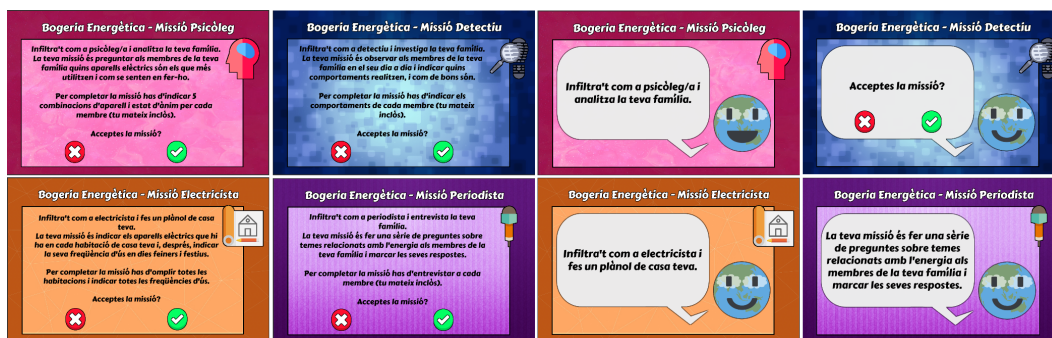 Bogeria Energètica - Missió Psicòleg
Infiltra't com a psicòleg/a i analitza la teva família.
La teva missió és preguntar als membres de la teva
família quins aparells elèctrics són els que més
utilitzen i com se senten en fer-ho.
Per completar la missió has d'indicar 5
combinacions d'aparell i estat d'ànim per cada
membre (tu mateix inclòs).
Acceptes la missió?
Bogeria Energètica - Missió Detectiu
Infiltra't com a detectiu i investiga la teva família.
La teva missió és observar als membres de la teva
família en el seu dia a dia i indicar quins
comportaments realitzen, i com de bons són.
Per completar la missió has d'indicar els
comportaments de cada membre (tu mateix
inclòs).
Acceptes la missió?
Bogeria Energètica - Missió Psicòleg
Infiltra't com a psicòleg/a i
analitza la teva família.
Bogeria Energètica - Missió Detectiu
Acceptes la missió?
Bogeria Energètica - Missió Electricista
Infiltra't com a electricista i fes un plànol de casa
teva.
La teva missió és indicar els aparells elèctrics que hi
ha en cada habitació de casa teva i, després, indicar
la seva freqüència d'ús en dies feiners i festius.
Per completar la missió has d'omplir totes les
habitacions i indicar totes les freqüències d'ús.
Acceptes la missió?
Bogeria Energètica - Missió Periodista
Infiltra't com a periodista i entrevista la teva
família.
La teva missió és fer una sèrie de preguntes sobre
temes relacionats amb l'energia als membres de la
teva família i marcar les seves respostes.
Per completar la missió has d'entrevistar a cada
membre (tu mateix inclòs).
Acceptes la missió?
Bogeria Energètica - Missió Electricista
Infiltra't com a electricista i
fes un plànol de casa teva.
Bogeria Energètica - Missió Periodista
La teva missió és fer una sèrie
de preguntes sobre temes
relacionats amb l'energia als
membres de la teva família i
marcar les seves respostes.